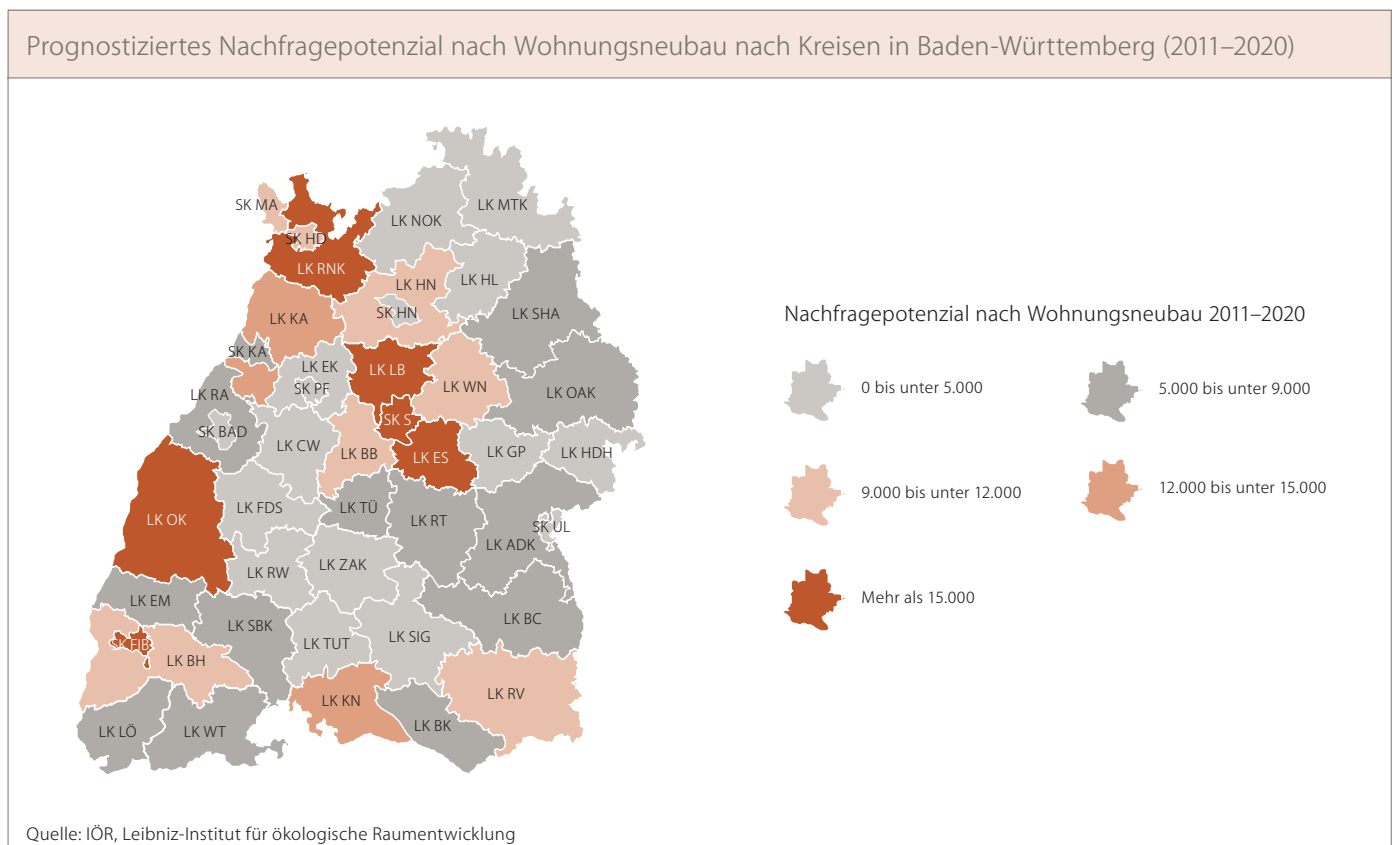 Prognostiziertes Nachfragepotenzial nach Wohnungsneubau nach Kreisen in Baden-Württemberg (2011–2020)
SK MA
LK NOK
LK MTK
SK HD
LK RNK
LK HN
LK HL
SK HN
LK SHA
LK KA
SK KA
LK EK
LK LB
LK WN
SK PF
LK RA
LK OAK
SK S
SK BAD
LK CW
LK BB
LK ES
LK GP
LK HDH
LK FDS
LK TÜ
LK OK
LK RT
SK UL
LK ADK
LK RW
LK ZAK
LK EM
LK SBK
LK BC
LK TUT
LK SIG
SK FIB
LK BH
LK KN
LK RV
LK LÖ
LK WT
LK BK
Nachfragepotenzial nach Wohnungsneubau 2011–2020
0 bis unter 5.000
5.000 bis unter 9.000
9.000 bis unter 12.000
12.000 bis unter 15.000
Mehr als 15.000
Quelle: IÖR, Leibniz-Institut für ökologische Raumentwicklung